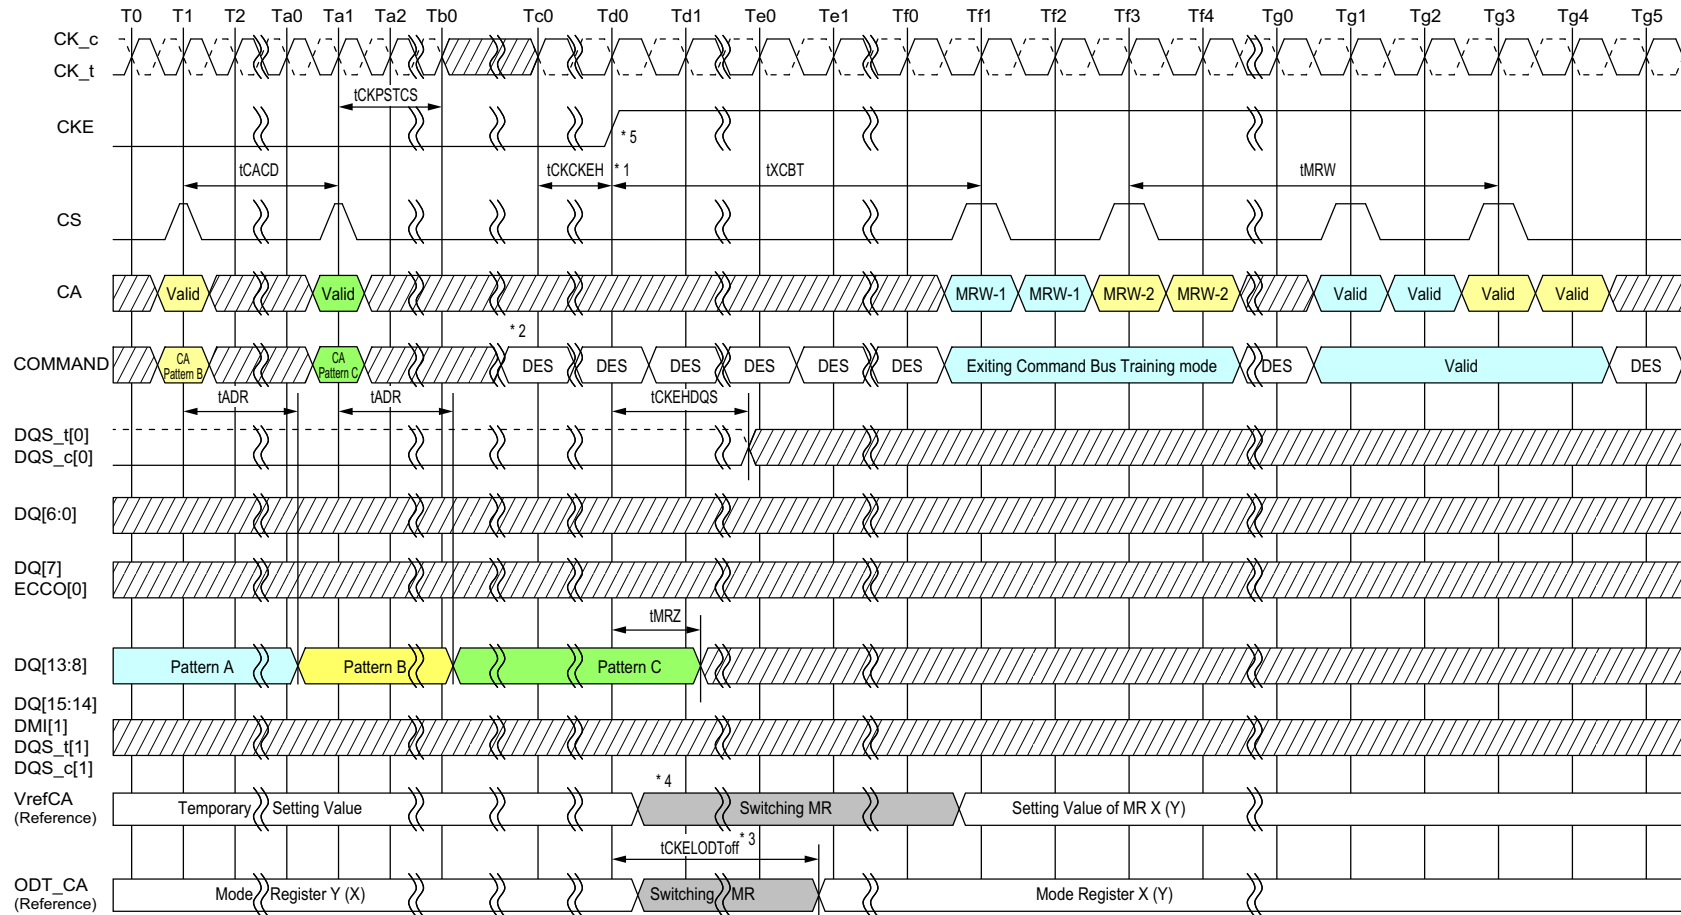 T0 T1 T2 Ta0 Ta1 Ta2 Tb0 Tc0 Td0 Td1 Te0 Te1 Tf0 Tf1 Tf2 Tf3 Tf4 Tg0 Tg1 Tg2 Tg3 Tg4 Tg5
CK_c
CK_t
tCKPSTCS
CKE
* 5
tCACD tCKCKEH * 1 tXCBT tMRW
CS
CA Valid Valid MRW-1 MRW-1 MRW-2 MRW-2 Valid Valid Valid Valid
* 2
COMMAND CA Pattern B CA Pattern C DES DES DES DES DES DES Exiting Command Bus Training mode DES Valid DES
tADR tADR tCKEHDQS
DQS_t[0]
DQS_c[0]
DQ[6:0]
DQ[7]
ECCO[0]
tMRZ
DQ[13:8] Pattern A Pattern B Pattern C
DQ[15:14]
DMI[1]
DQS_t[1]
DQS_c[1]
* 4
VrefCA
(Reference)
Temporary Setting Value Switching MR Setting Value of MR X (Y)
tCKELODToff * 3
ODT_CA
(Reference)
Mode Register Y (X) Switching MR Mode Register X (Y)